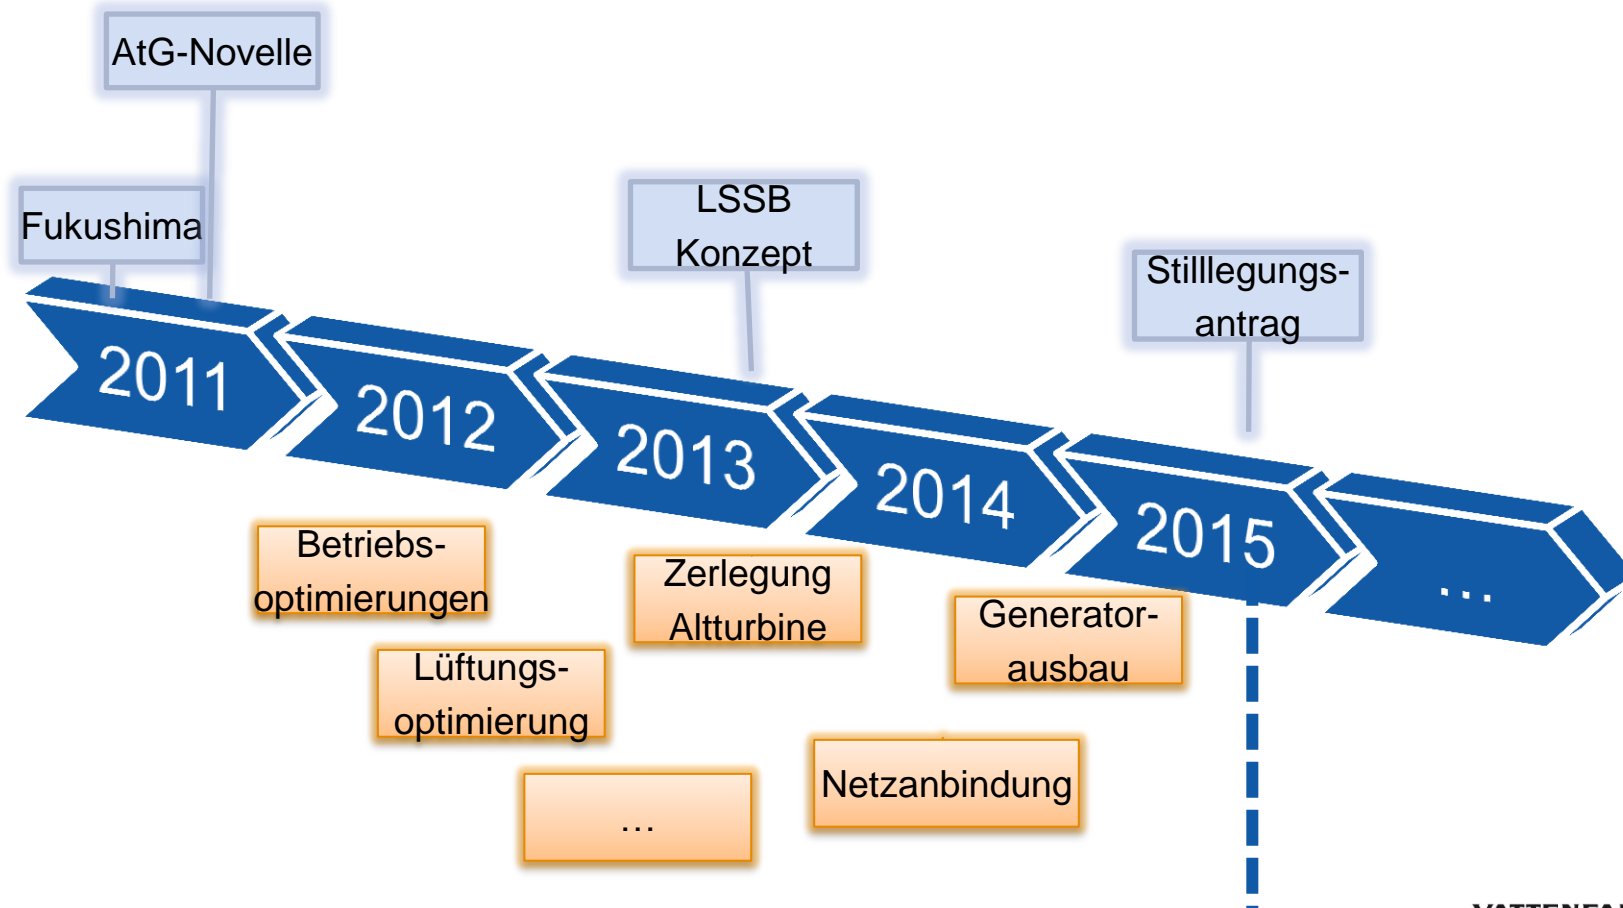 AtG-Novelle
Fukushima
LSSB
Konzept
Stilllegungs-
antrag
2011
2012
2013
2014
2015
...
Betriebs-
optimierungen
Lüftungs-
optimierung
…
Zerlegung
Altturbine
Netzanbindung
Generator-
ausbau